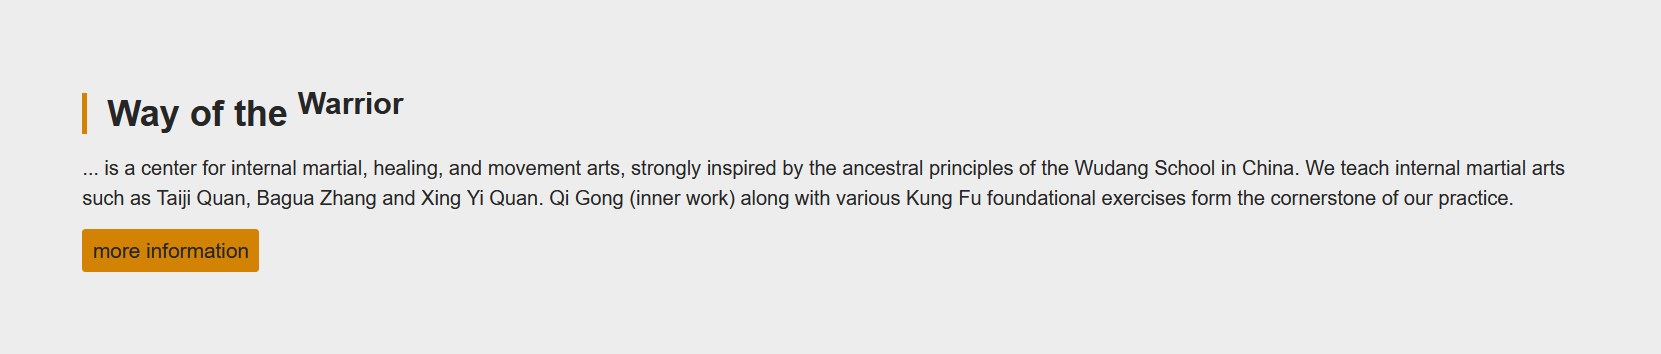 Way of the Warrior
... is a center for internal martial, healing, and movement arts, strongly inspired by the ancestral principles of the Wudang School in China. We teach internal martial arts
such as Taiji Quan, Bagua Zhang and Xing Yi Quan. Qi Gong (inner work) along with various Kung Fu foundational exercises form the cornerstone of our practice.
more information